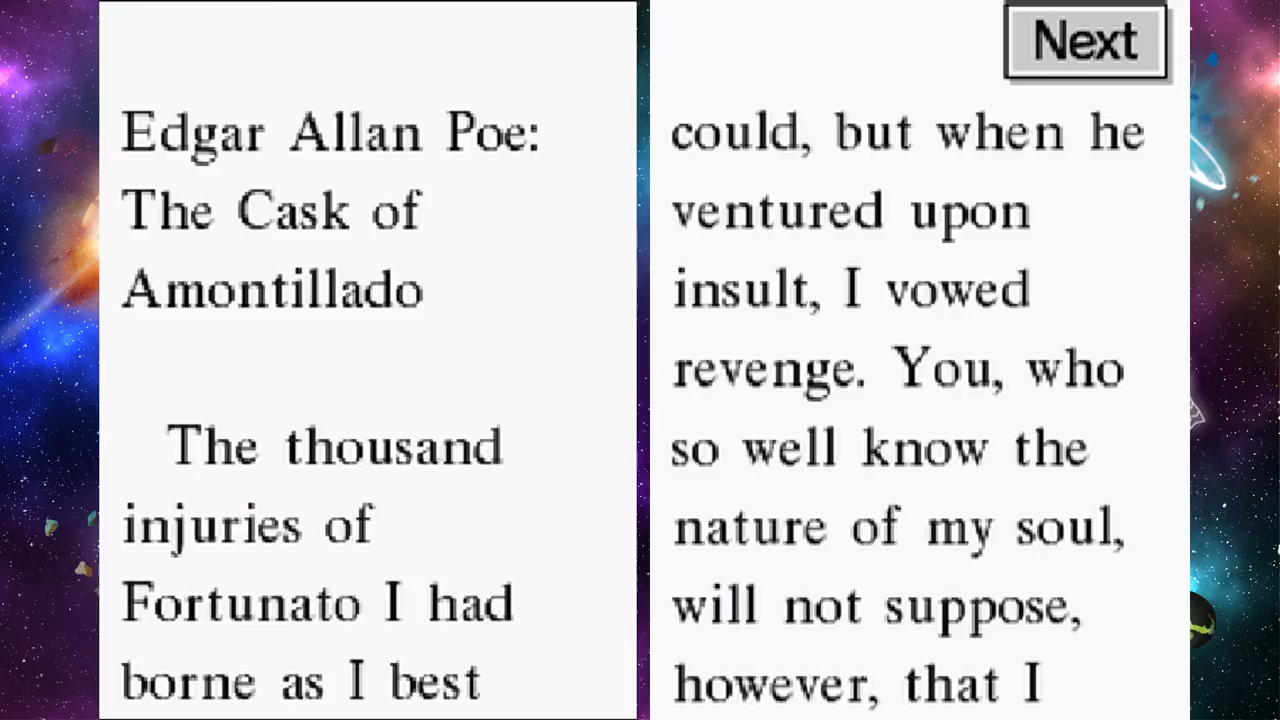 Edgar Allan Poe:
The Cask of
Amontillado
The thousand
injuries of
Fortunato I had
borne as I best
Next
could, but when he
ventured upon
insult, I vowed
revenge. You, who
so well know the
nature of my soul,
will not suppose,
however, that I